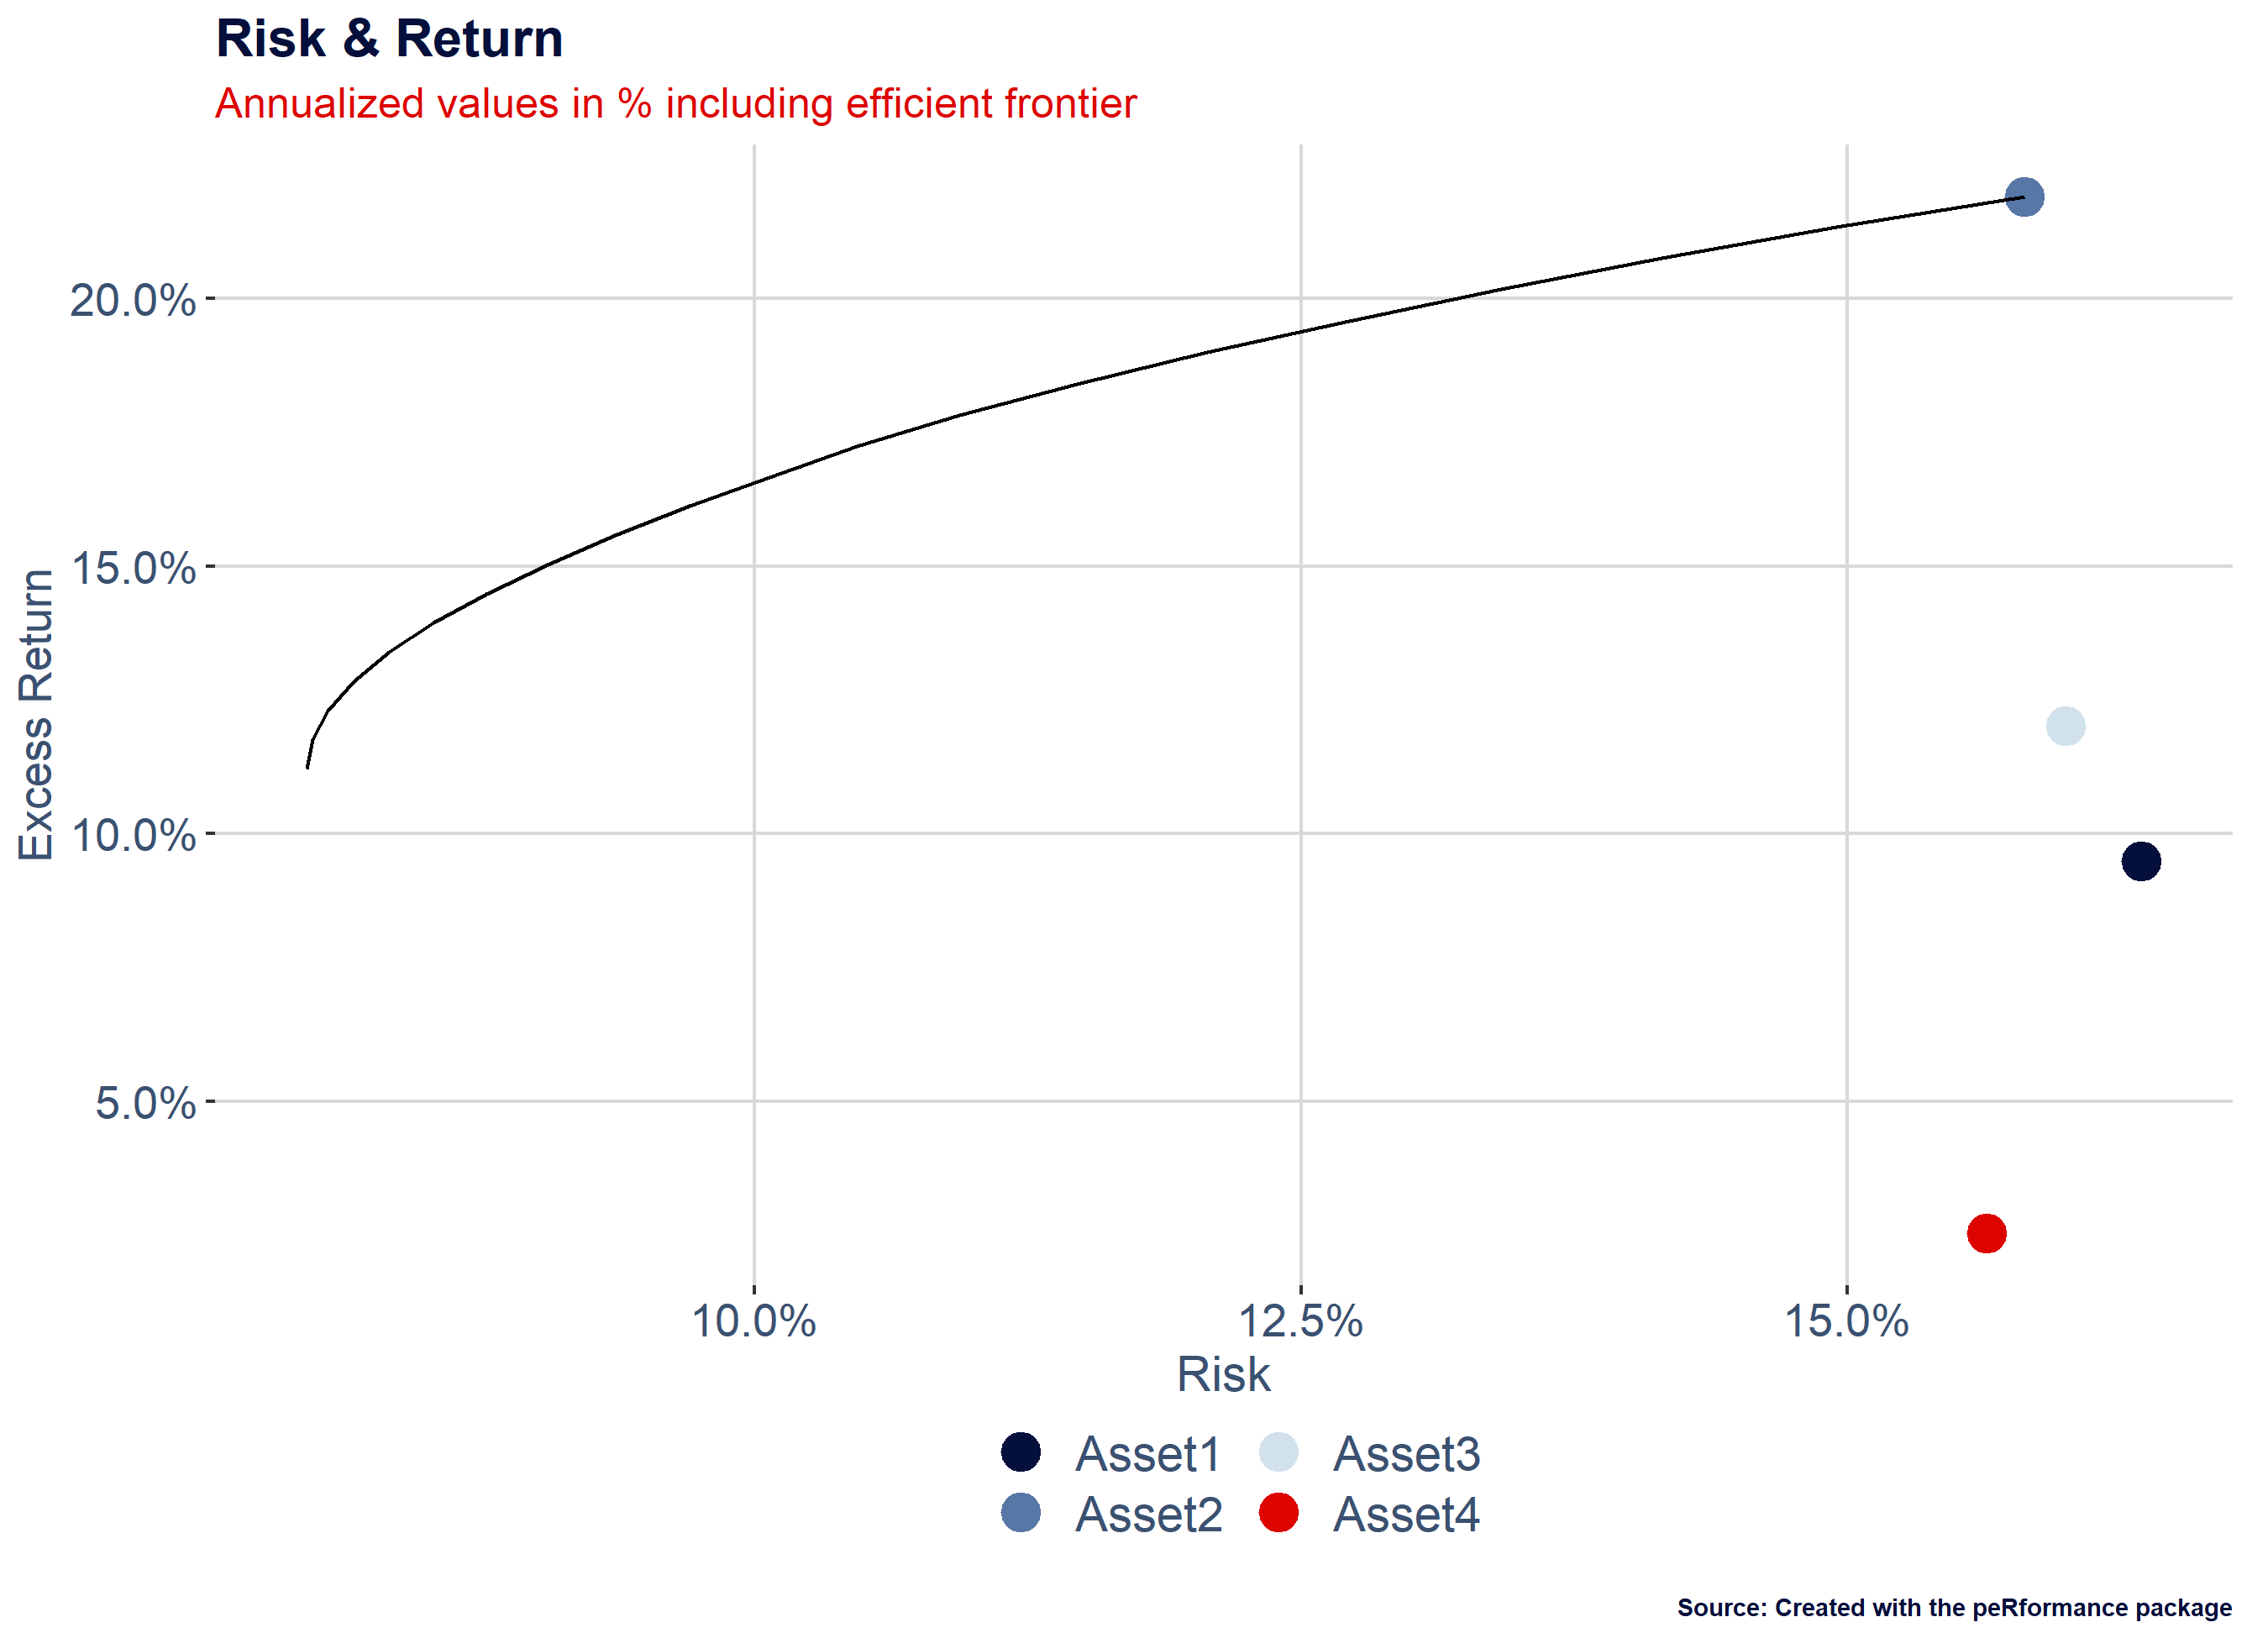 Risk & Return
Annualized values in % including efficient frontier
Excess Return
20.0%
15.0%
10.0%
5.0%
10.0% 12.5% 15.0%
Risk
Asset1 Asset3
Asset2 Asset4
Source: Created with the peRformance package